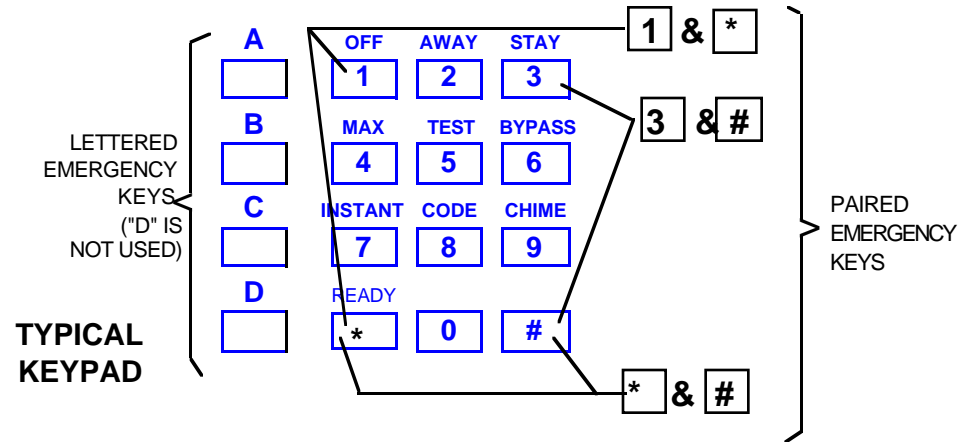 A OFF AWAY STAY 1 & *
1 2 3
LETTERED
EMERGENCY
KEYS
("D" IS
NOT USED)
B MAX TEST BYPASS 3 & #
4 5 6
C INSTANT CODE CHIME
7 8 9
PAIRED
EMERGENCY
KEYS
D READY
* 0 #
TYPICAL
KEYPAD
* & #